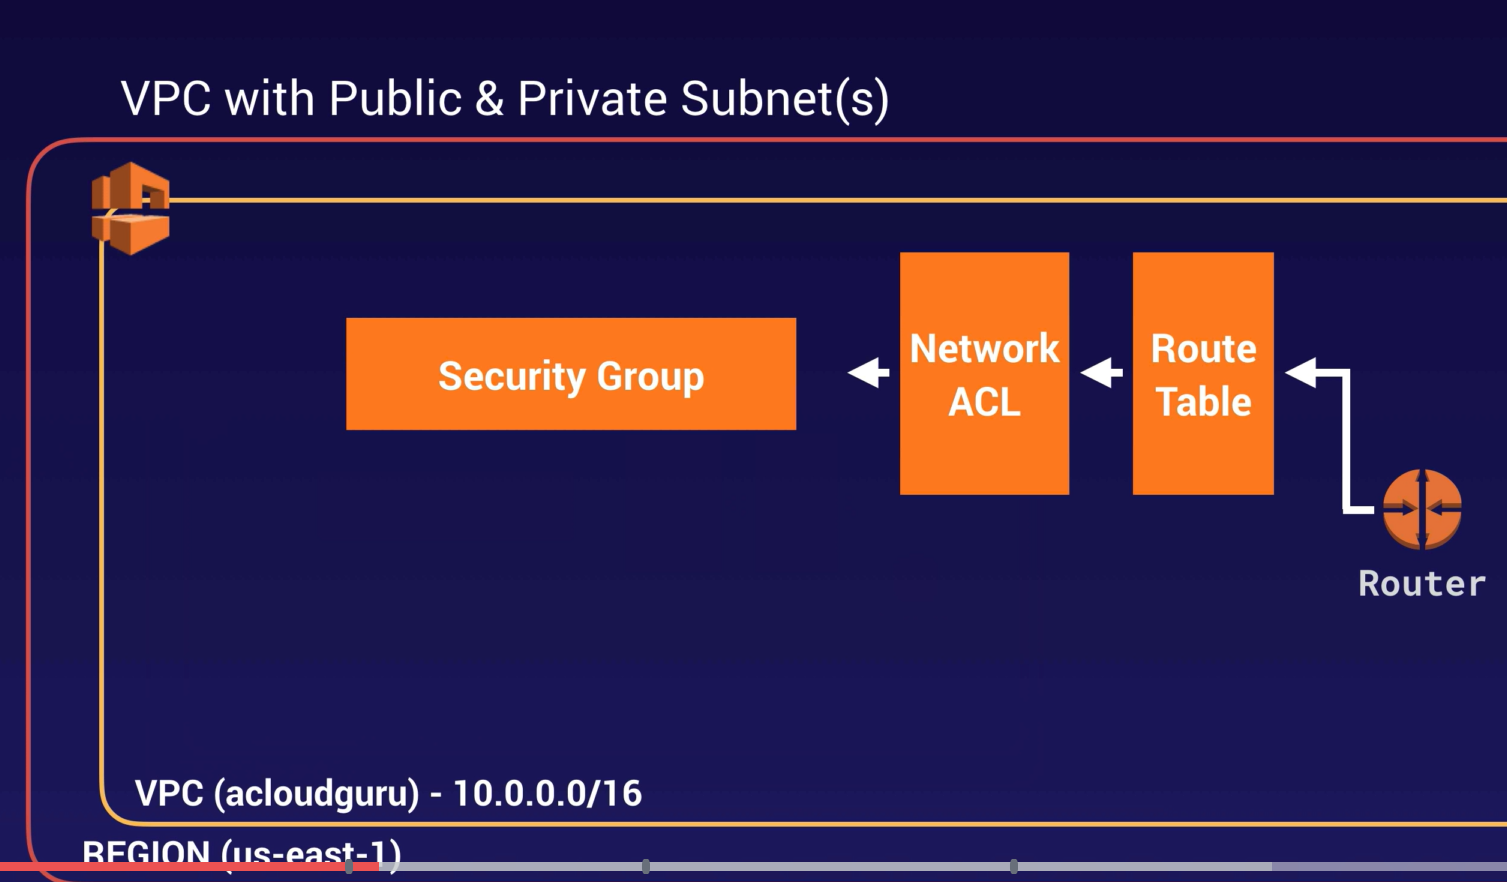 VPC with Public & Private Subnet(s)
Security Group
Network
ACL
Route
Table
Router
VPC (acloudguru) - 10.0.0.0/16
REGION (us-east-1)